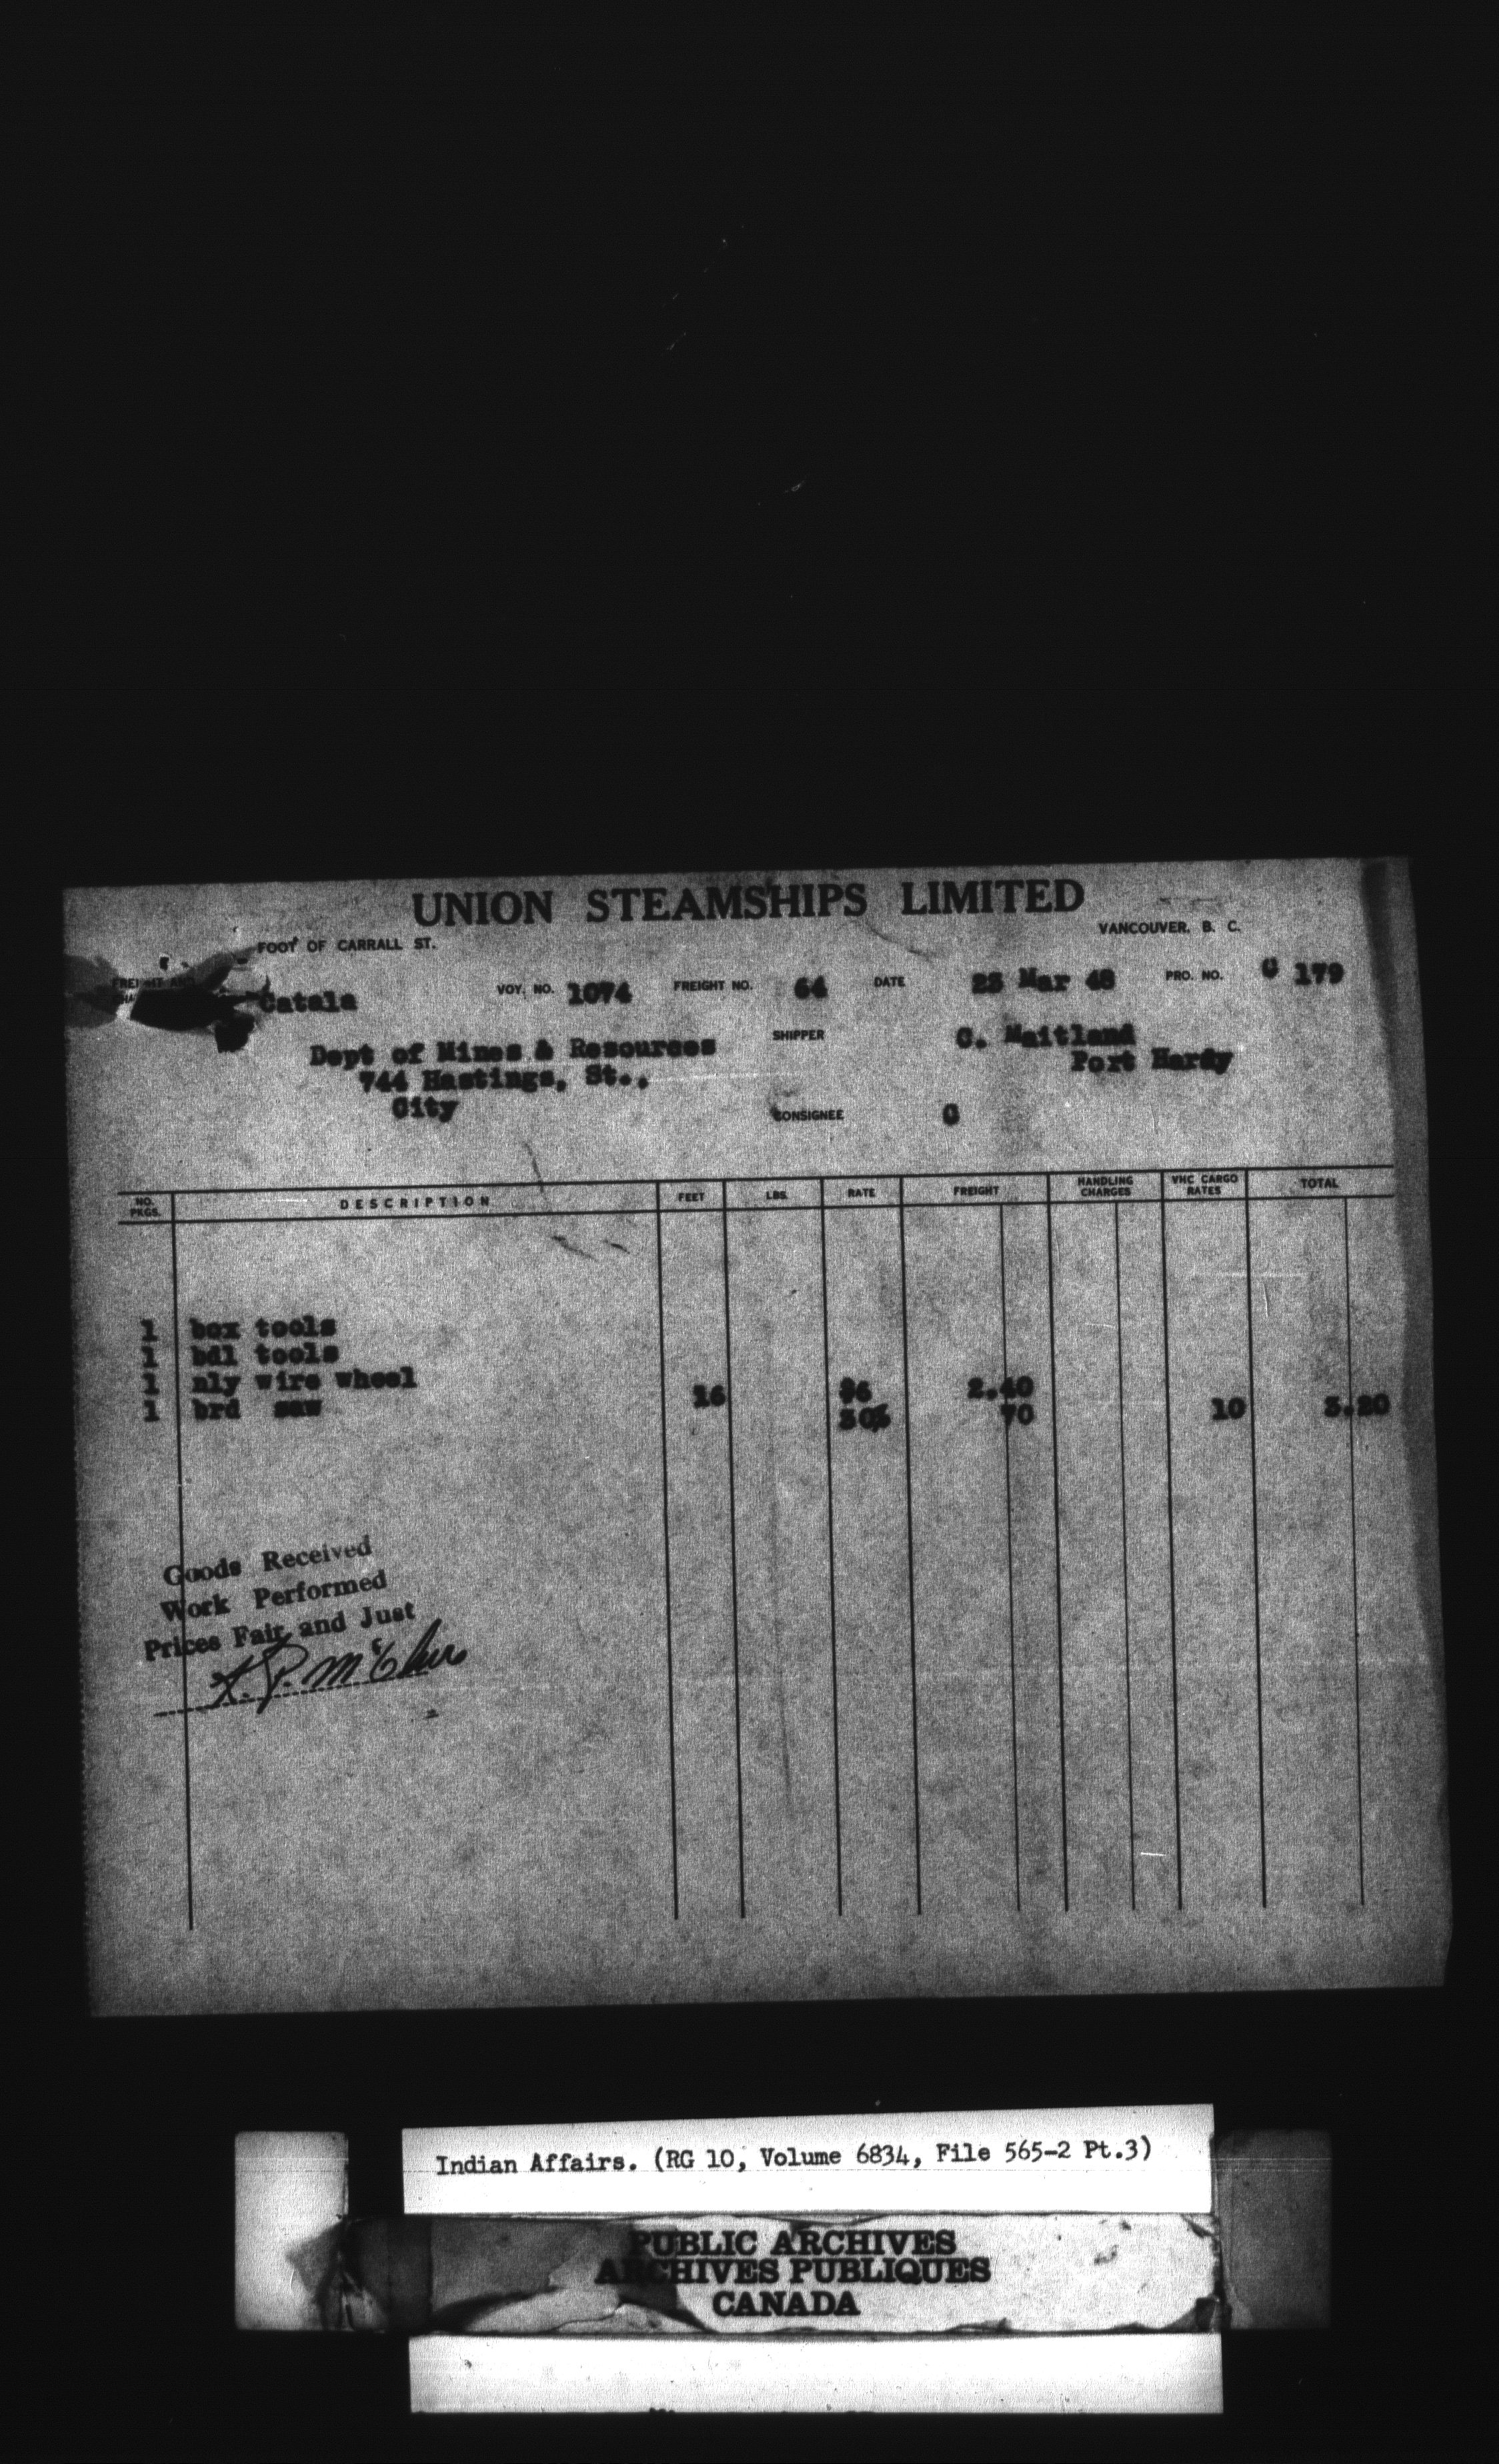 UNION STEAMSHIPS LIMITED
FOOT OF CARRALL ST. VANCOUVER, B. C.
Catala VOY. NO. 1074 FREIGHT NO. 64 DATE 23 Mar 48 PRO. NO. C 179
Dept of Mines & Resources SHIPPER C. Maitland
744 Hastings, St., Port Hardy
City CONSIGNEE C
NO. PKGS. DESCRIPTION FEET LBS. RATE FREIGHT HANDLING CHARGES VHC CARGO RATES TOTAL
1 box tools
1 bdl tools
1 nly wire wheel 16 $6 2.40
1 brd saw 30% 70 10 3.20
Goods Received
Work Performed
Prices Fair and Just
Indian Affairs. (RG 10, Volume 6834, File 565-2 Pt.3)
PUBLIC ARCHIVES
ARCHIVES PUBLIQUES
CANADA